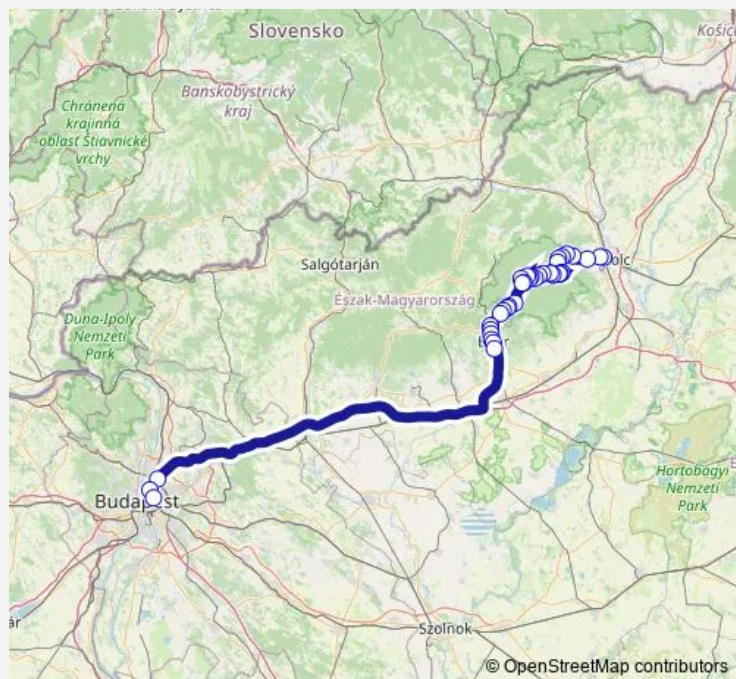 Slovensko
Banskobystrický
kraj
Chránená
krajinná
oblasť Štiavnické
vrchy
Salgótarján
Észak-Magyarország
Duna-Ipoly
Nemzeti
Park
Budapest
Hortobágyi
Nemzeti
Park
Szolnok
© OpenStreetMap contributors